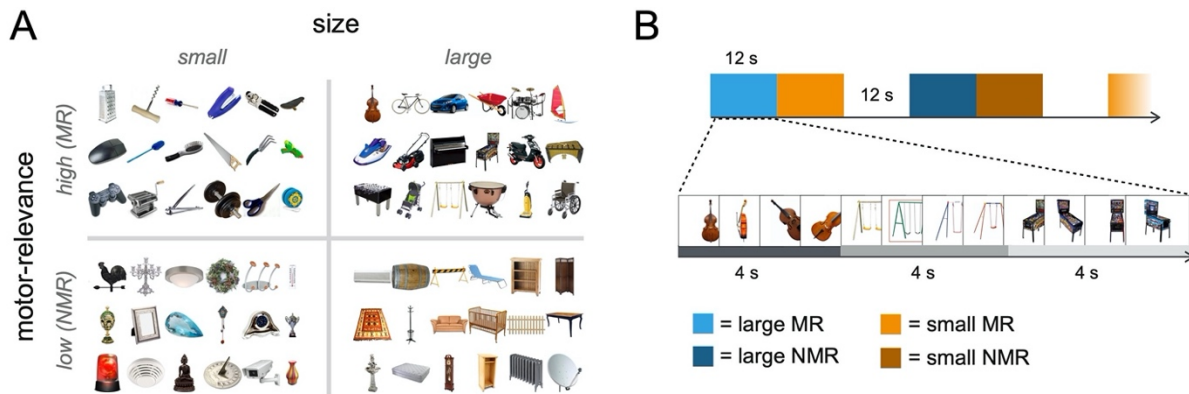 A
size
small
large
motor-relevance
high (MR)
low (NMR)
B
12 s
12 s
4 s
4 s
4 s
= large MR
= small MR
= large NMR
= small NMR